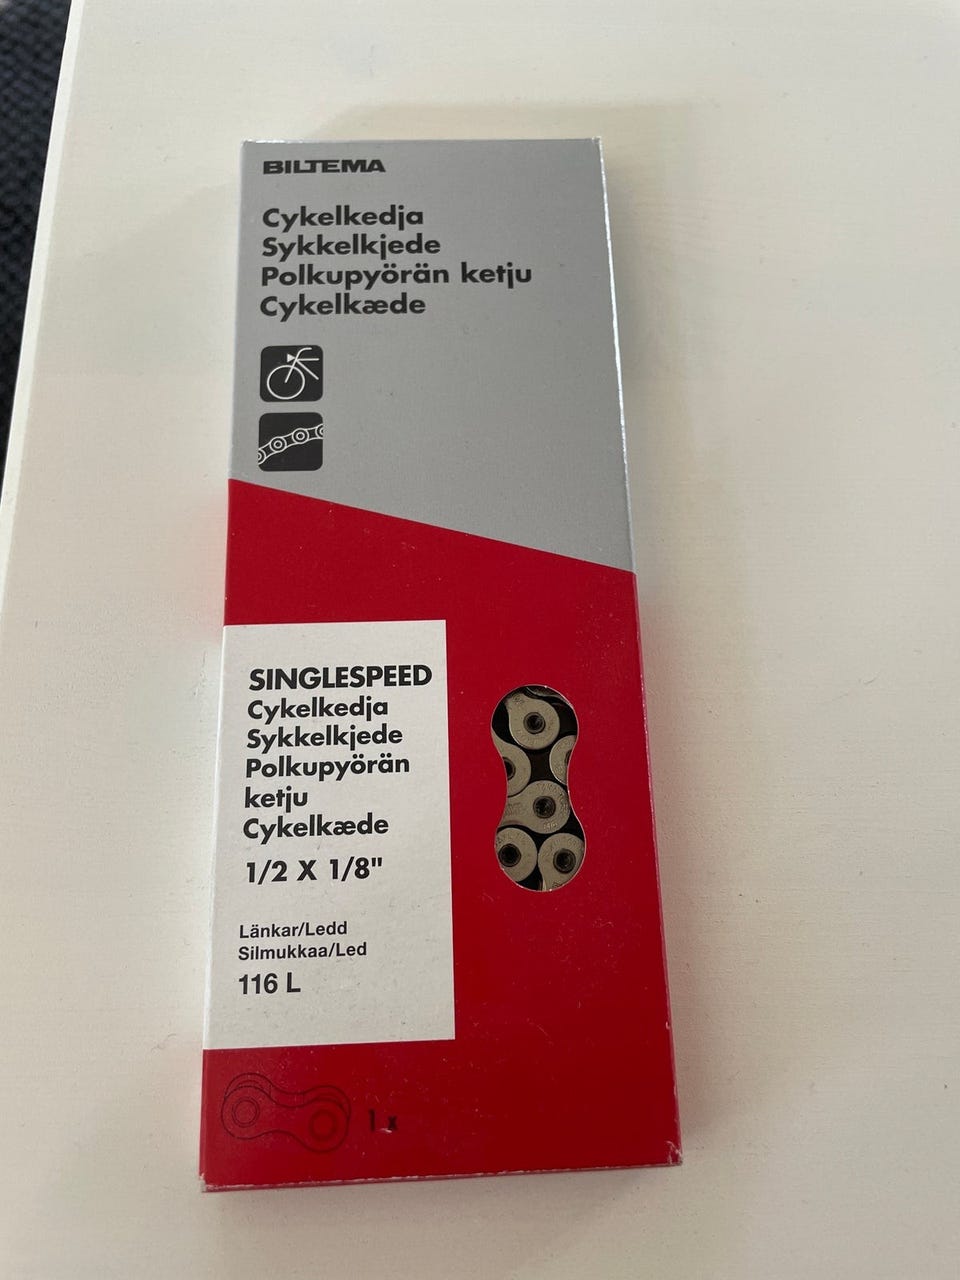 BILTEMA
Cykelkedja
Sykkelkjede
Polkupyörän ketju
Cykelkæde
SINGLESPEED
Cykelkedja
Sykkelkjede
Polkupyörän
ketju
Cykelkæde
1/2 X 1/8"
Länkar/Ledd
Silmukkaa/Led
116 L
1 x